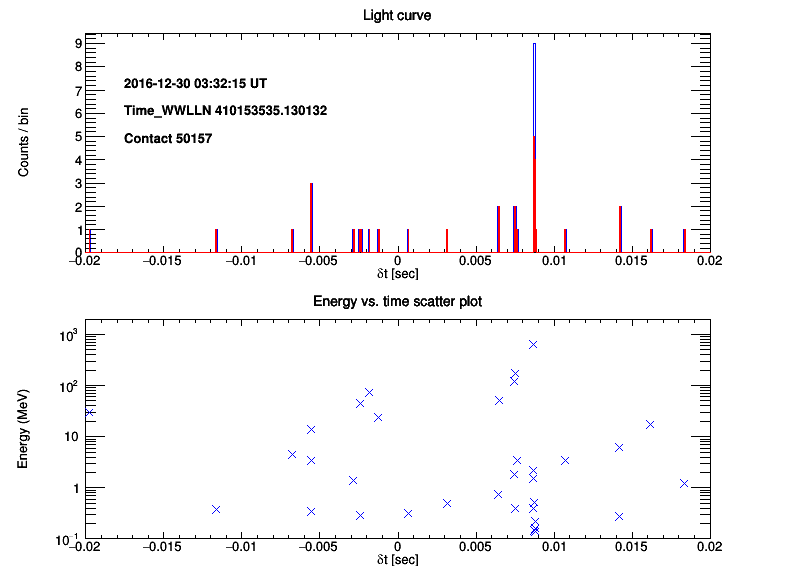 Light curve
Counts / bin
9
8
7
6
5
4
3
2
1
0
2016-12-30 03:32:15 UT
Time_WWLLN 410153535.130132
Contact 50157
−0.02 −0.015 −0.01 −0.005 0 0.005 0.01 0.015 0.02
δt [sec]
Energy vs. time scatter plot
Energy (MeV)
10³
10²
10
1
10⁻¹
−0.02 −0.015 −0.01 −0.005 0 0.005 0.01 0.015 0.02
δt [sec]